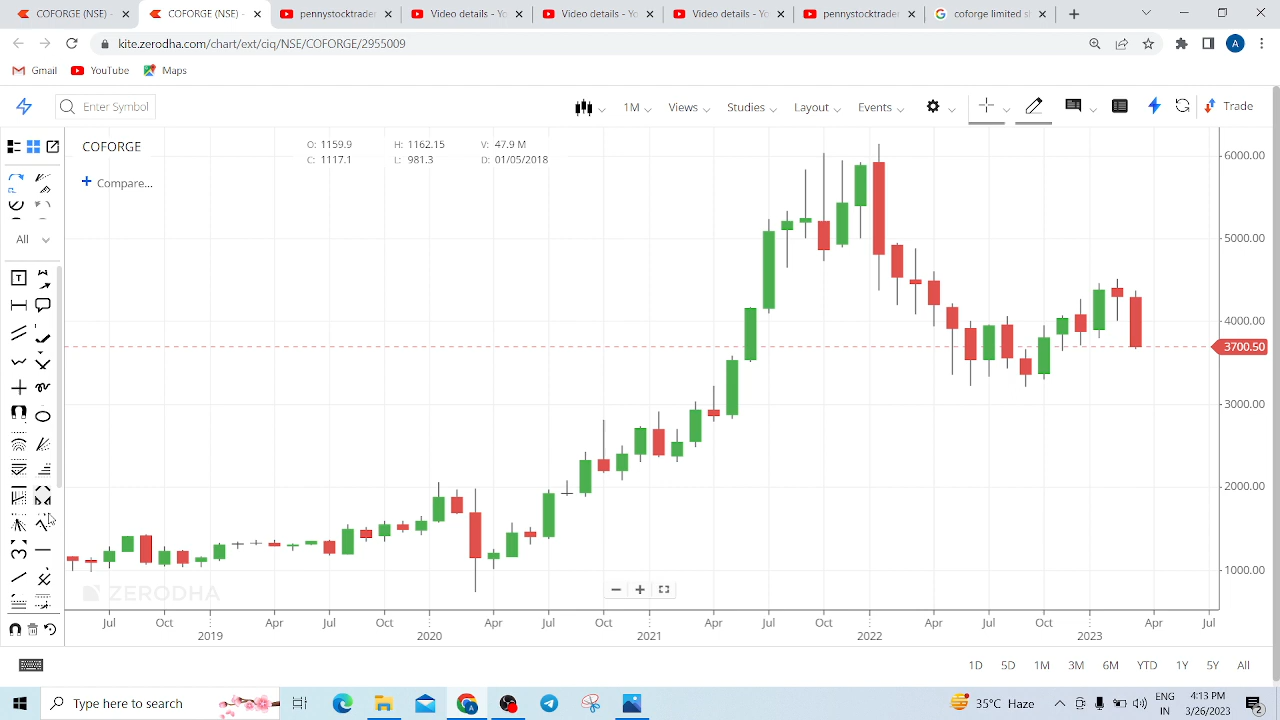 COFORGE (NSE)
COFORGE (NSE)
pennystocktrader
Video details - Yo
Video details - Yo
Video details - Yo
pennystocktrader
coforge limited s
kite.zerodha.com/chart/ext/ciq/NSE/COFORGE/2955009
A
Gmail YouTube Maps
Enter Symbol
1M Views Studies Layout Events Trade
COFORGE
Compare...
O: 1159.9 H: 1162.15 V: 47.9 M
C: 1117.1 L: 981.3 D: 01/05/2018
All
T
6000.00
5000.00
4000.00
3700.50
3000.00
2000.00
1000.00
ZERODHA
Jul Oct Apr Jul Oct Apr Jul Oct Apr Jul Oct Apr Jul Oct Apr Jul
2019 2020 2021 2022 2023
1D 5D 1M 3M 6M YTD 1Y 5Y All
Type here to search
35°C Haze
ENG
IN
4:13 PM
3/26/2023
2